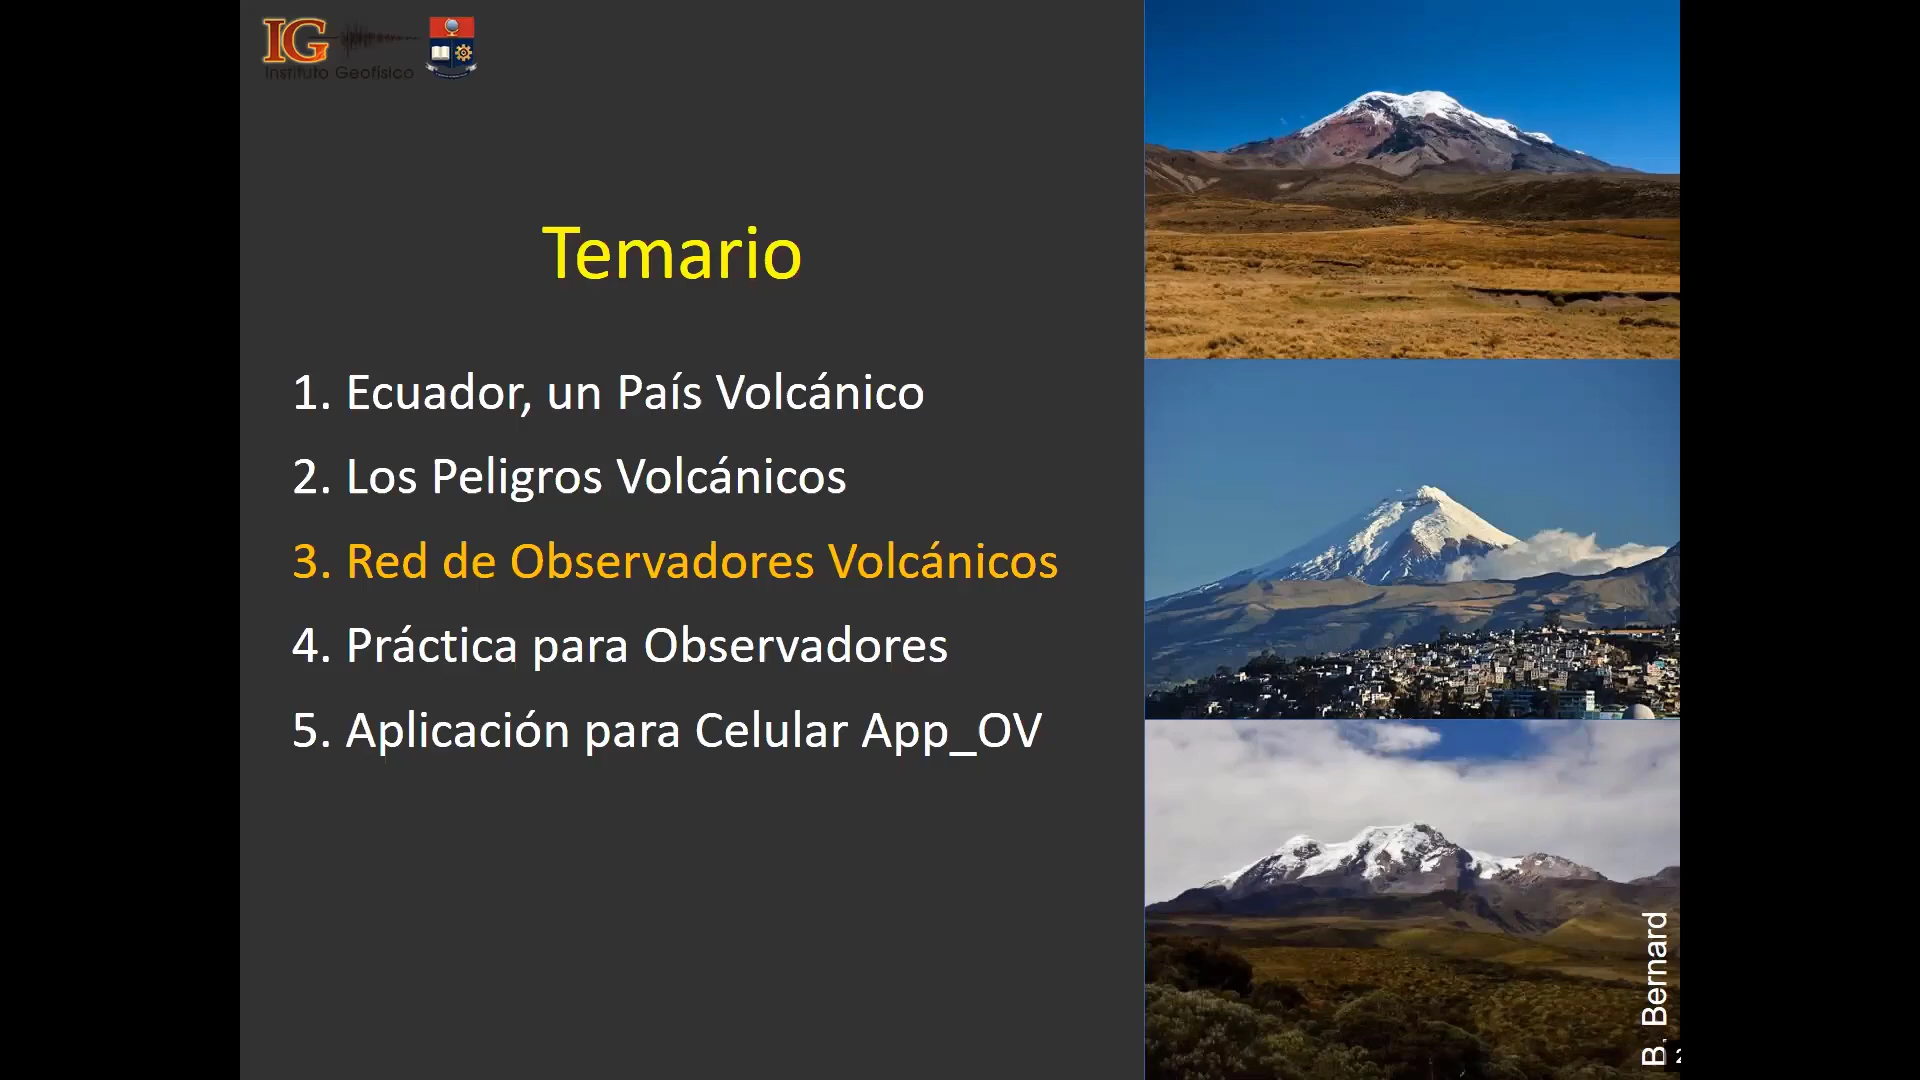 IG
Instituto Geofísico
Temario
1. Ecuador, un País Volcánico
2. Los Peligros Volcánicos
3. Red de Observadores Volcánicos
4. Práctica para Observadores
5. Aplicación para Celular App_OV
B. Bernard